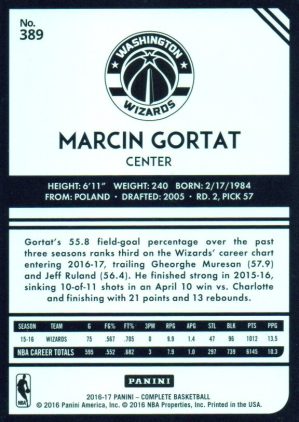 No.
389
WASHINGTON
WIZARDS
MARCIN GORTAT
CENTER
HEIGHT: 6'11" WEIGHT: 240 BORN: 2/17/1984
FROM: POLAND • DRAFTED: 2005 • RD. 2, PICK 57
Gortat's 55.8 field-goal percentage over the past
three seasons ranks third on the Wizards' career chart
entering 2016-17, trailing Gheorghe Muresan (57.9)
and Jeff Ruland (56.4). He finished strong in 2015-16,
sinking 10-of-11 shots in an April 10 win vs. Charlotte
and finishing with 21 points and 13 rebounds.
SEASON TEAM G FG% FT% 3PM RPG APG STL BLK PTS PPG
15-16 WIZARDS 75 .567 .705 0 9.9 1.4 47 96 1012 13.5
NBA CAREER TOTALS 595 .552 .682 3 7.9 1.0 297 739 6145 10.3
NBA
PANINI
2016-17 PANINI – COMPLETE BASKETBALL
© 2016 Panini America, Inc. © 2016 NBA Properties, Inc. Printed in the USA.